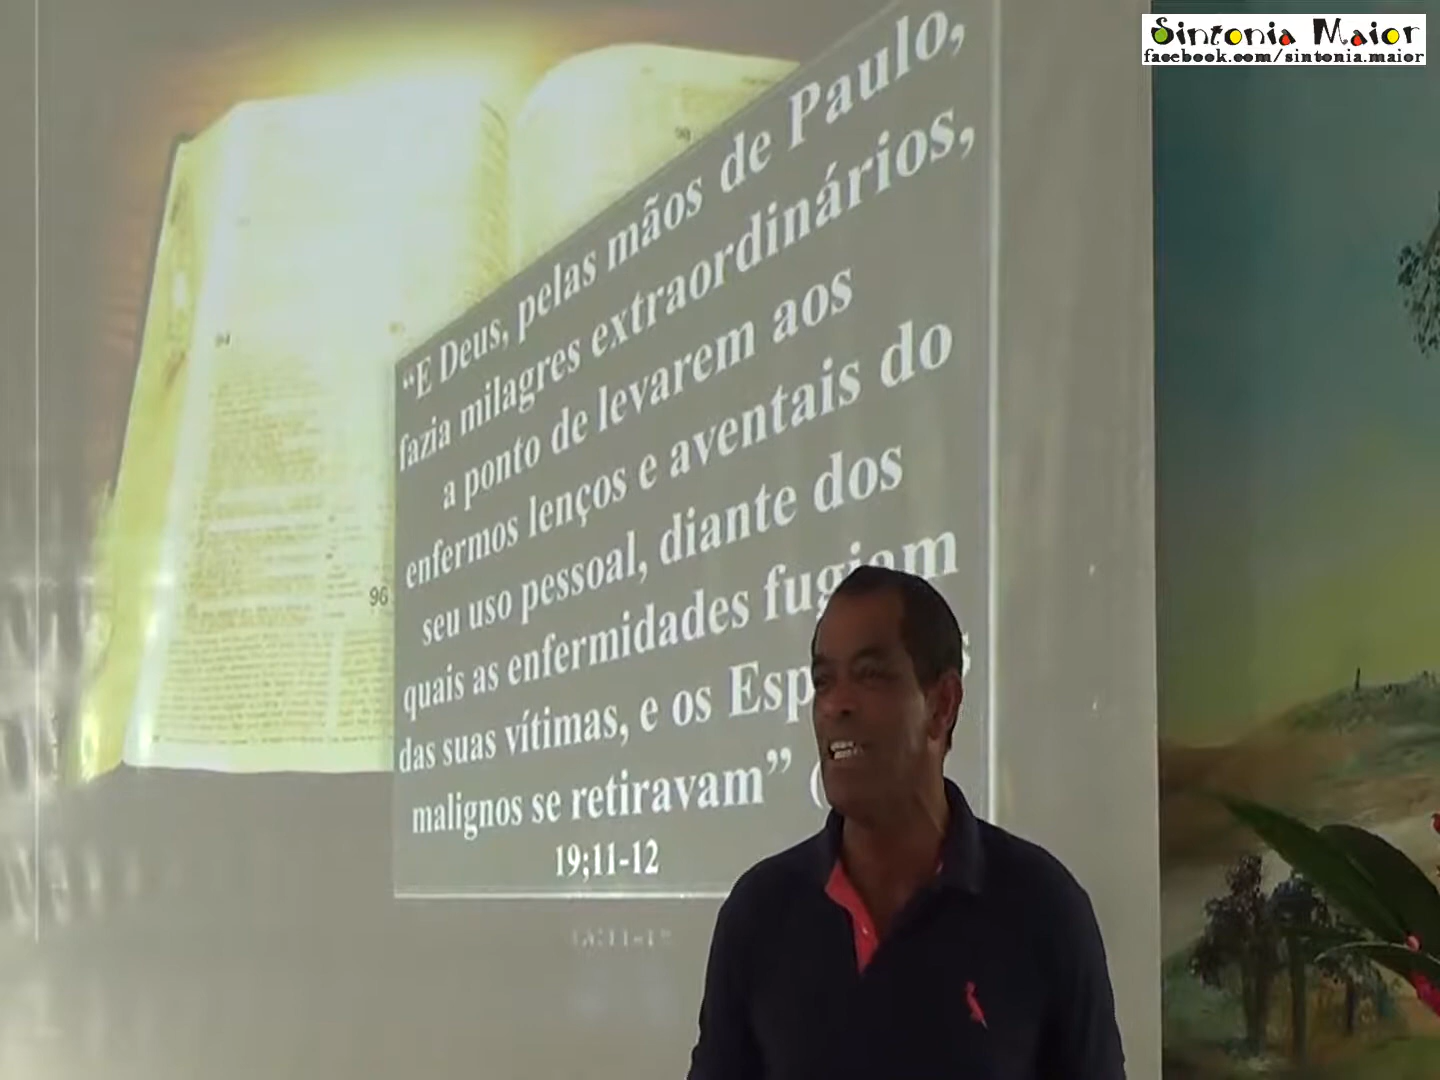 Sintonia Maior
facebook.com/sintonia.maior
“E Deus, pelas mãos de Paulo,
fazia milagres extraordinários,
a ponto de levarem aos
enfermos lenços e aventais do
seu uso pessoal, diante dos
quais as enfermidades fugiam
das suas vítimas, e os
malignos se retiravam” (
19;11-12
94
96